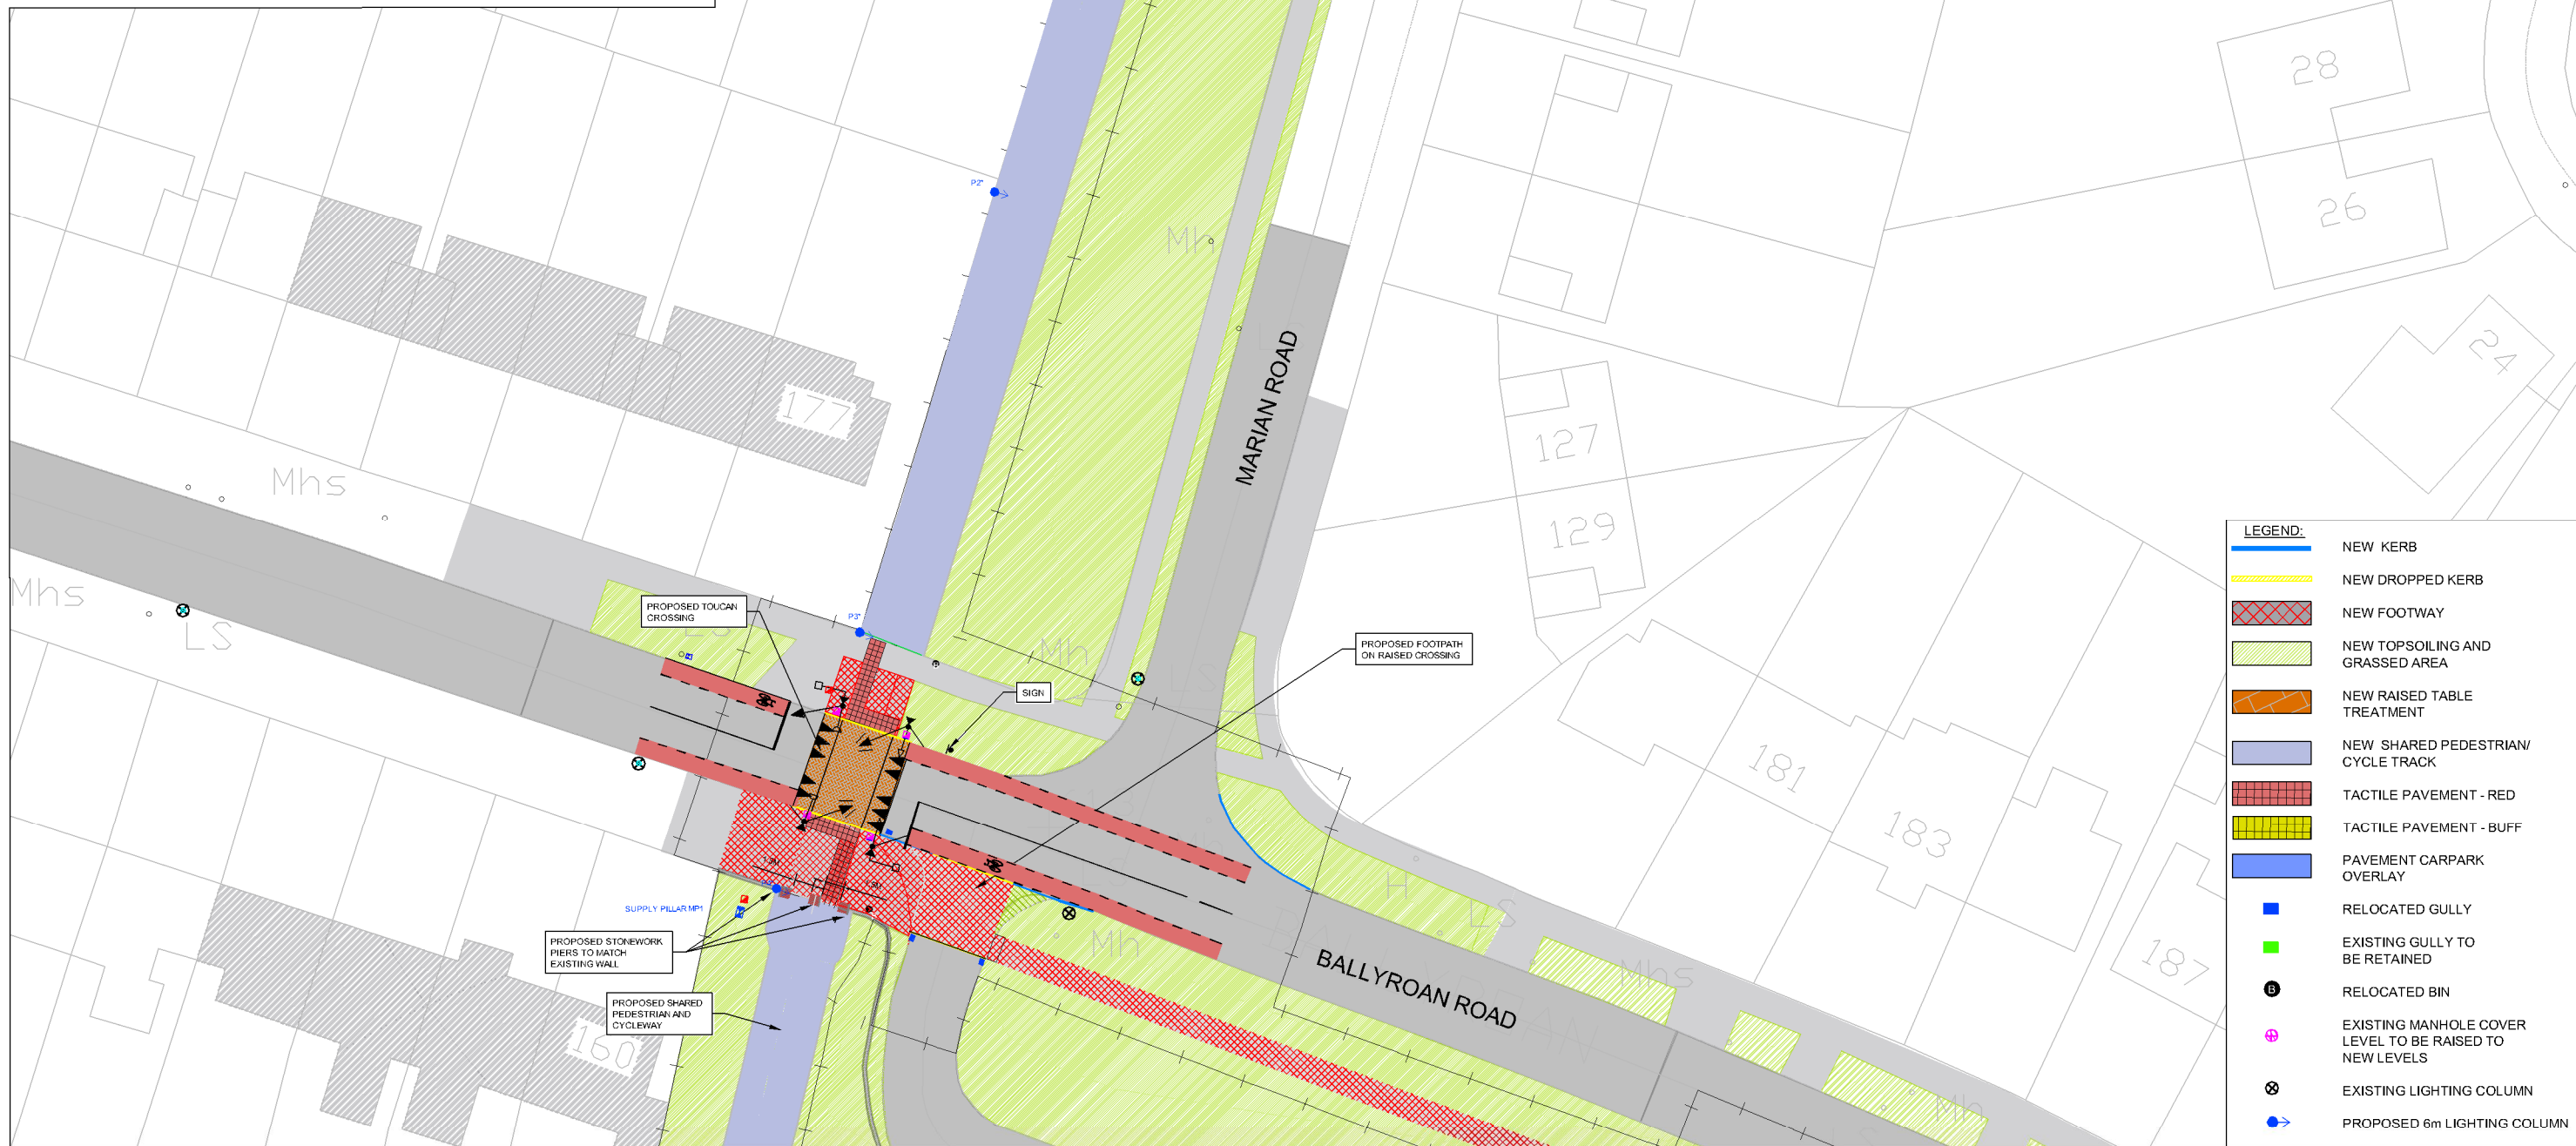 28
26
24
P2*
Mh
MARIAN ROAD
177
127
129
Mhs
Mhs
LS
PROPOSED TOUCAN
CROSSING
P3*
Mh
LS
SIGN
PROPOSED FOOTPATH
ON RAISED CROSSING
181
183
187
H
LS
Mhs
Mh
Mh
SUPPLY PILLAR MP1
PROPOSED STONEWORK
PIERS TO MATCH
EXISTING WALL
PROPOSED SHARED
PEDESTRIAN AND
CYCLEWAY
160
BALLYROAN ROAD
LEGEND:
NEW KERB
NEW DROPPED KERB
NEW FOOTWAY
NEW TOPSOILING AND
GRASSED AREA
NEW RAISED TABLE
TREATMENT
NEW SHARED PEDESTRIAN/
CYCLE TRACK
TACTILE PAVEMENT - RED
TACTILE PAVEMENT - BUFF
PAVEMENT CARPARK
OVERLAY
RELOCATED GULLY
EXISTING GULLY TO
BE RETAINED
B
RELOCATED BIN
EXISTING MANHOLE COVER
LEVEL TO BE RAISED TO
NEW LEVELS
EXISTING LIGHTING COLUMN
PROPOSED 6m LIGHTING COLUMN